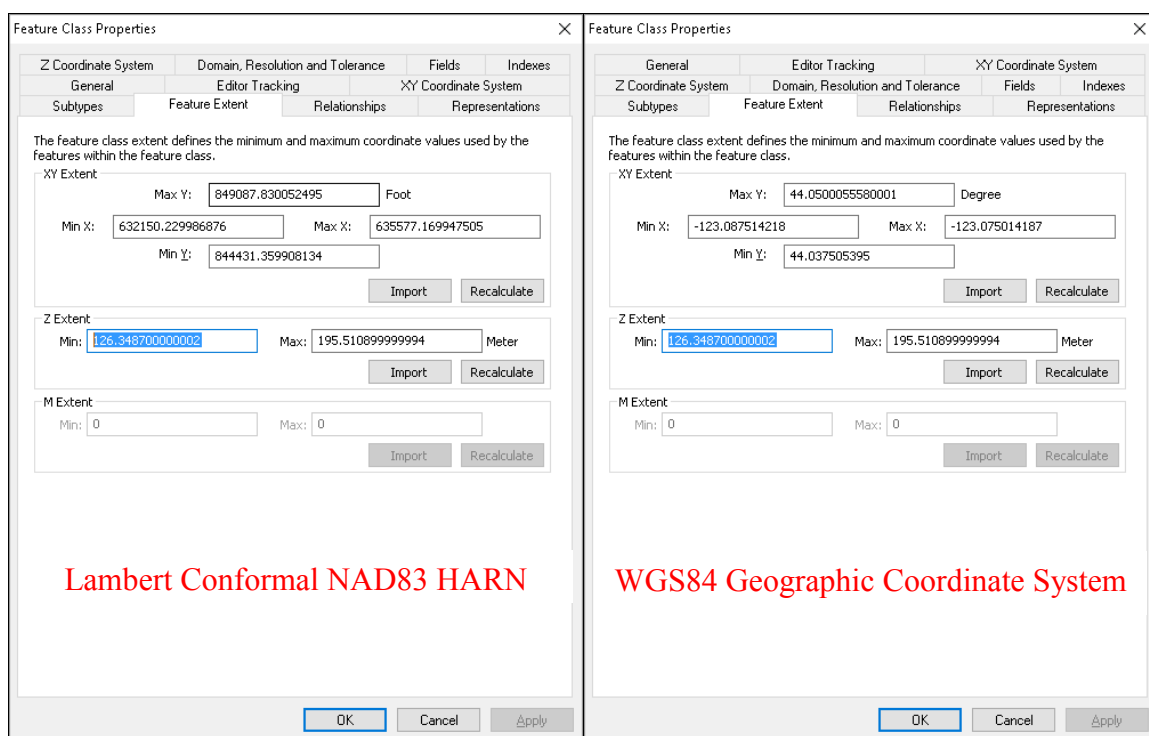 Feature Class Properties
Z Coordinate System Domain, Resolution and Tolerance Fields Indexes
General Editor Tracking XY Coordinate System
Subtypes Feature Extent Relationships Representations
The feature class extent defines the minimum and maximum coordinate values used by the
features within the feature class.
XY Extent
Max Y: 849087.830052495 Foot
Min X: 632150.229986876 Max X: 635577.169947505
Min Y: 844431.359908134
Import Recalculate
Z Extent
Min: 126.348700000002 Max: 195.510899999994 Meter
Import Recalculate
M Extent
Min: 0 Max: 0
Import Recalculate
Lambert Conformal NAD83 HARN
OK Cancel Apply
Feature Class Properties
General Editor Tracking XY Coordinate System
Z Coordinate System Domain, Resolution and Tolerance Fields Indexes
Subtypes Feature Extent Relationships Representations
The feature class extent defines the minimum and maximum coordinate values used by the
features within the feature class.
XY Extent
Max Y: 44.0500055580001 Degree
Min X: -123.087514218 Max X: -123.075014187
Min Y: 44.037505395
Import Recalculate
Z Extent
Min: 126.348700000002 Max: 195.510899999994 Meter
Import Recalculate
M Extent
Min: 0 Max: 0
Import Recalculate
WGS84 Geographic Coordinate System
OK Cancel Apply